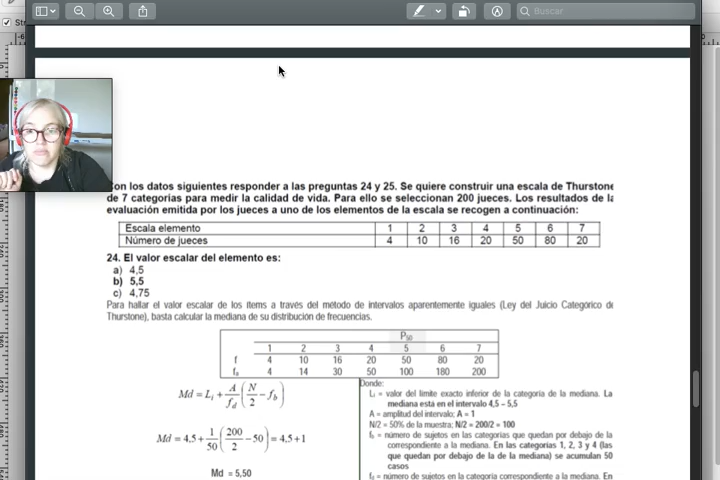 Str
Buscar
Con los datos siguientes responder a las preguntas 24 y 25. Se quiere construir una escala de Thurstone
de 7 categorías para medir la calidad de vida. Para ello se seleccionan 200 jueces. Los resultados de la
evaluación emitida por los jueces a uno de los elementos de la escala se recogen a continuación:
Escala elemento 1 2 3 4 5 6 7
Número de jueces 4 10 16 20 50 80 20
24. El valor escalar del elemento es:
a) 4,5
b) 5,5
c) 4,75
Para hallar el valor escalar de los ítems a través del método de intervalos aparentemente iguales (Ley del Juicio Categórico de
Thurstone), basta calcular la mediana de su distribución de frecuencias.
P50
1 2 3 4 5 6 7
f 4 10 16 20 50 80 20
fa 4 14 30 50 100 180 200
Md = Li + A/fd (N/2 − fb)
Md = 4,5 + 1/50 (200/2 − 50) = 4,5 + 1
Md = 5,50
Donde:
Li = valor del límite exacto inferior de la categoría de la mediana. La
mediana está en el intervalo 4,5 – 5,5
A = amplitud del intervalo; A = 1
N/2 = 50% de la muestra; N/2 = 200/2 = 100
fb = número de sujetos en las categorías que quedan por debajo de la
correspondiente a la mediana. En las categorías 1, 2, 3 y 4 (las
que quedan por debajo de la de la mediana) se acumulan 50
casos
fd = número de sujetos en la categoría correspondiente a la mediana. En